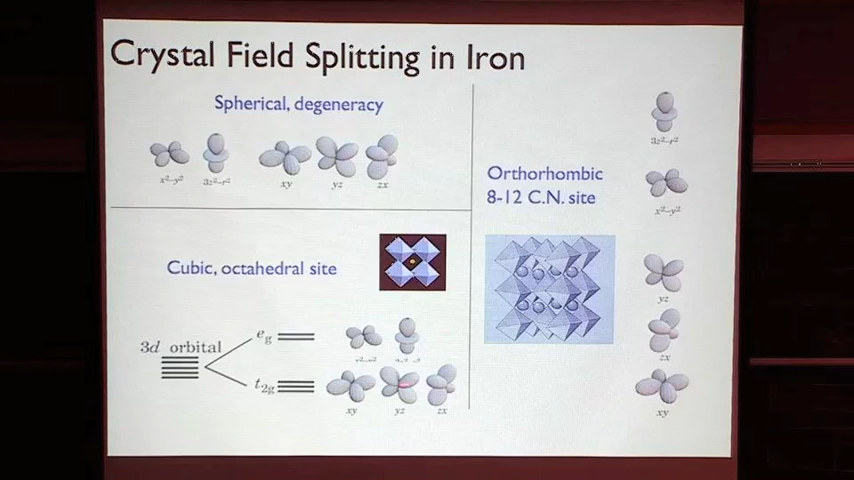 Crystal Field Splitting in Iron
Spherical, degeneracy
x²-y² 3z²-r² xy yz zx
Cubic, octahedral site
3d orbital
e_g
t_2g
xy yz zx
Orthorhombic
8-12 C.N. site
3z²-r²
x²-y²
yz
zx
xy